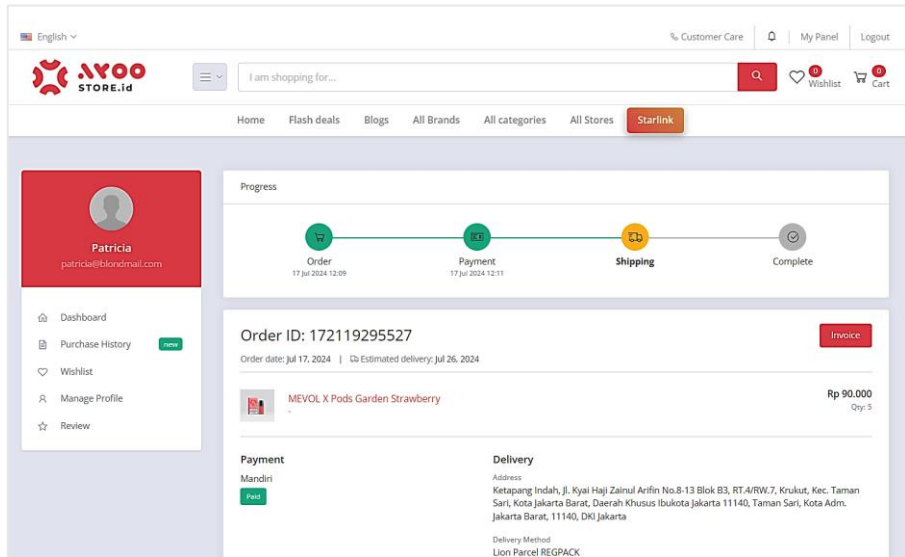 English
Customer Care
My Panel
Logout
AYOO
STORE.id
I am shopping for...
0
Wishlist
0
Cart
Home Flash deals Blogs All Brands All categories All Stores Starlink
Patricia
patricia@blondmail.com
Dashboard
Purchase History new
Wishlist
Manage Profile
Review
Progress
Order
17 Jul 2024 12:09
Payment
17 Jul 2024 12:11
Shipping
Complete
Order ID: 172119295527
Invoice
Order date: Jul 17, 2024 | Estimated delivery: Jul 26, 2024
MEVOL X Pods Garden Strawberry
-
Rp 90.000
Qty: 5
Payment
Mandiri
Paid
Delivery
Address
Ketapang Indah, Jl. Kyai Haji Zainul Arifin No.8-13 Blok B3, RT.4/RW.7, Krukut, Kec. Taman
Sari, Kota Jakarta Barat, Daerah Khusus Ibukota Jakarta 11140, Taman Sari, Kota Adm.
Jakarta Barat, 11140, DKI Jakarta
Delivery Method
Lion Parcel REGPACK